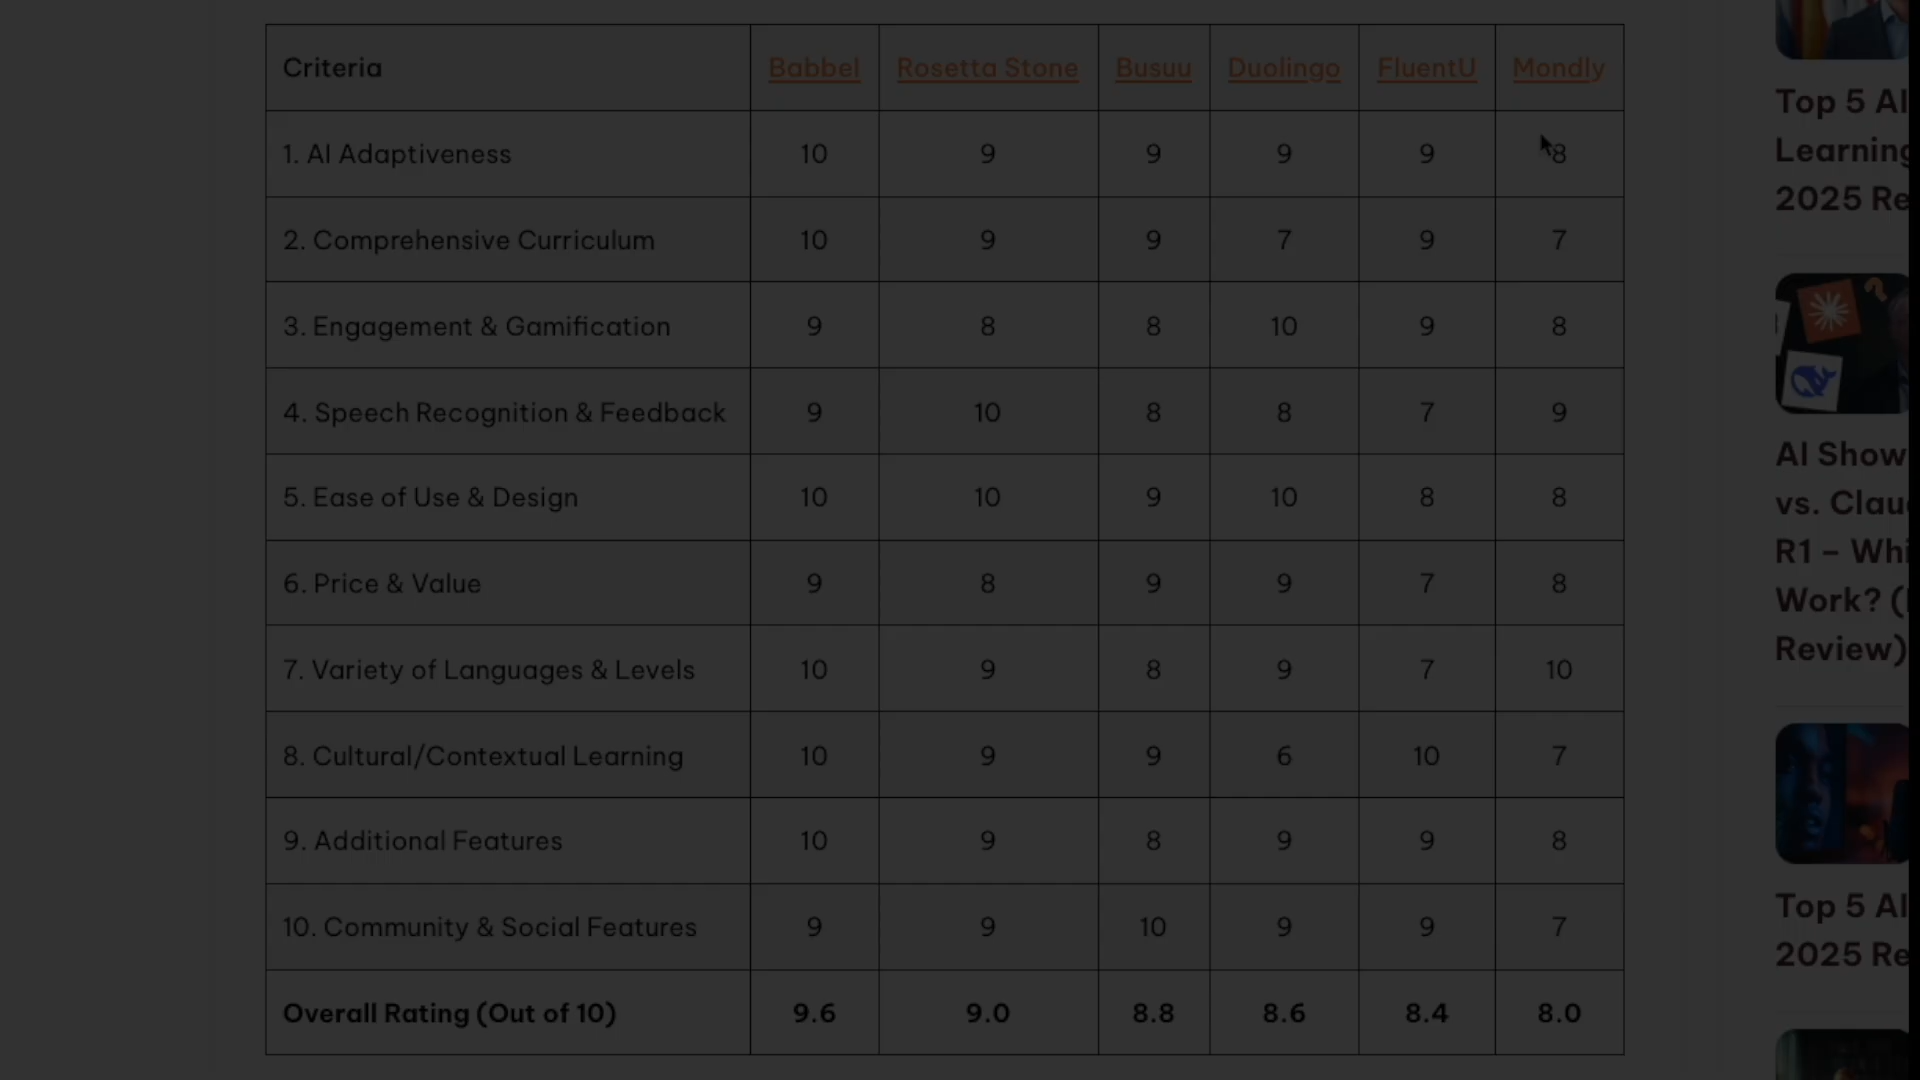 Criteria Babbel Rosetta Stone Busuu Duolingo FluentU Mondly
1. AI Adaptiveness 10 9 9 9 9 8
2. Comprehensive Curriculum 10 9 9 7 9 7
3. Engagement & Gamification 9 8 8 10 9 8
4. Speech Recognition & Feedback 9 10 8 8 7 9
5. Ease of Use & Design 10 10 9 10 8 8
6. Price & Value 9 8 9 9 7 8
7. Variety of Languages & Levels 10 9 8 9 7 10
8. Cultural/Contextual Learning 10 9 9 6 10 7
9. Additional Features 10 9 8 9 9 8
10. Community & Social Features 9 9 10 9 9 7
Overall Rating (Out of 10) 9.6 9.0 8.8 8.6 8.4 8.0
Top 5 AI
Learning
2025 Re
AI Show
vs. Clau
R1 – Whi
Work? (
Review)
Top 5 AI
2025 Re